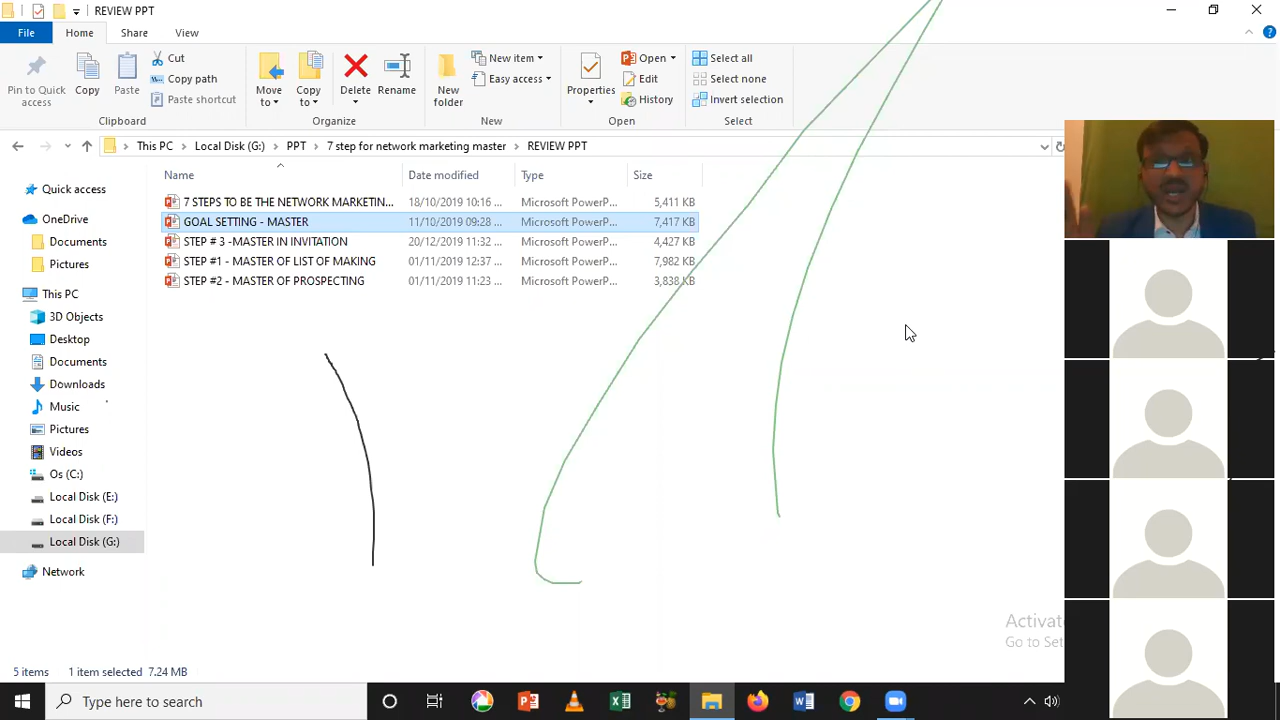 REVIEW PPT
File
Home
Share
View
Pin to Quick access
Copy
Paste
Cut
Copy path
Paste shortcut
Clipboard
Move to
Copy to
Delete
Rename
Organize
New folder
New item
Easy access
New
Properties
Open
Edit
History
Open
Select all
Select none
Invert selection
Select
This PC > Local Disk (G:) > PPT > 7 step for network marketing master > REVIEW PPT
Name Date modified Type Size
7 STEPS TO BE THE NETWORK MARKETIN... 18/10/2019 10:16 ... Microsoft PowerP... 5,411 KB
GOAL SETTING - MASTER 11/10/2019 09:28 ... Microsoft PowerP... 7,417 KB
STEP # 3 -MASTER IN INVITATION 20/12/2019 11:32 ... Microsoft PowerP... 4,427 KB
STEP #1 - MASTER OF LIST OF MAKING 01/11/2019 12:37 ... Microsoft PowerP... 7,982 KB
STEP #2 - MASTER OF PROSPECTING 01/11/2019 11:23 ... Microsoft PowerP... 3,838 KB
Quick access
OneDrive
Documents
Pictures
This PC
3D Objects
Desktop
Documents
Downloads
Music
Pictures
Videos
Os (C:)
Local Disk (E:)
Local Disk (F:)
Local Disk (G:)
Network
Activat
Go to Set
5 items 1 item selected 7.24 MB
Type here to search